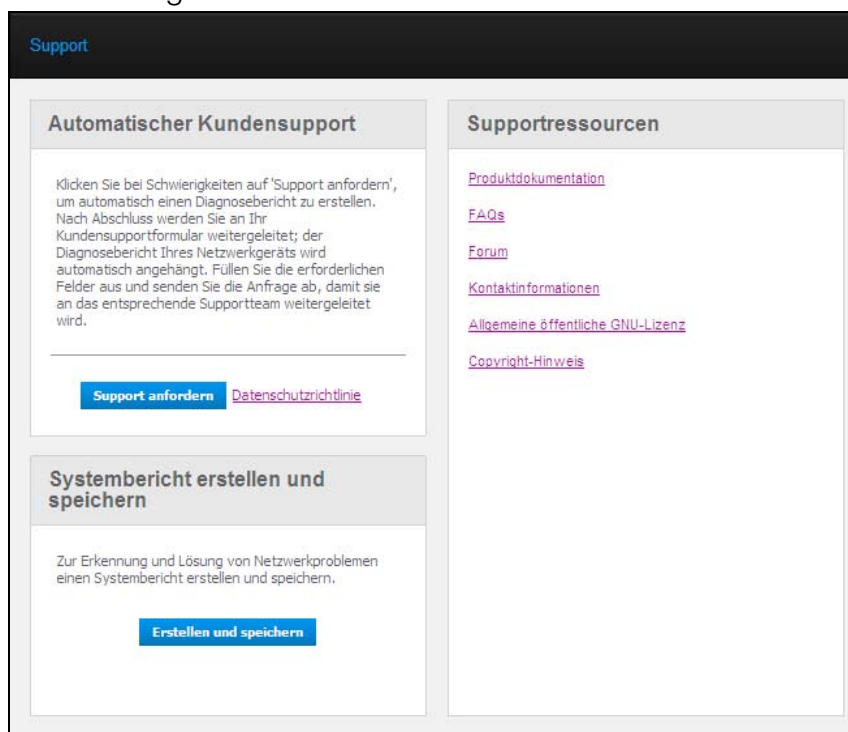 Support
Automatischer Kundensupport
Klicken Sie bei Schwierigkeiten auf 'Support anfordern',
um automatisch einen Diagnosebericht zu erstellen.
Nach Abschluss werden Sie an Ihr
Kundensupportformular weitergeleitet; der
Diagnosebericht Ihres Netzwerkgeräts wird
automatisch angehängt. Füllen Sie die erforderlichen
Felder aus und senden Sie die Anfrage ab, damit sie
an das entsprechende Supportteam weitergeleitet
wird.
Support anfordern Datenschutzrichtlinie
Systembericht erstellen und
speichern
Zur Erkennung und Lösung von Netzwerkproblemen
einen Systembericht erstellen und speichern.
Erstellen und speichern
Supportressourcen
Produktdokumentation
FAQs
Forum
Kontaktinformationen
Allgemeine öffentliche GNU-Lizenz
Copyright-Hinweis